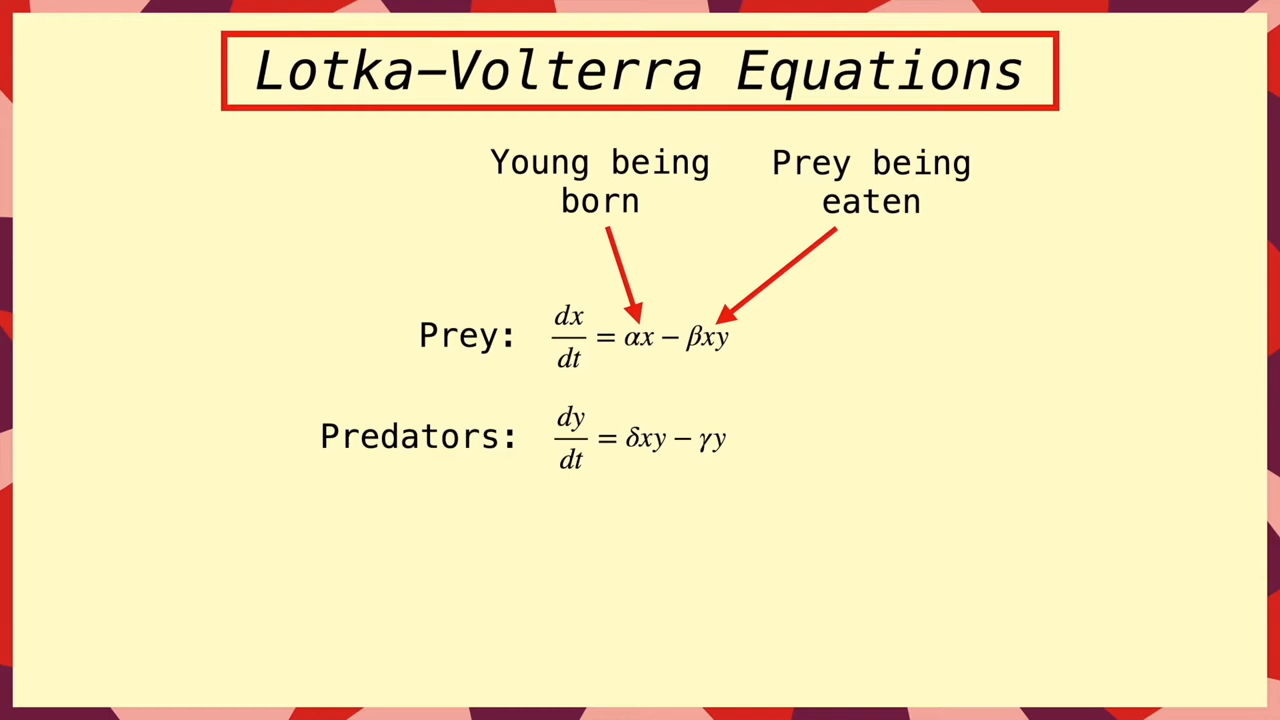 Lotka–Volterra Equations
Young being
born
Prey being
eaten
Prey: dx/dt = αx − βxy
Predators: dy/dt = δxy − γy